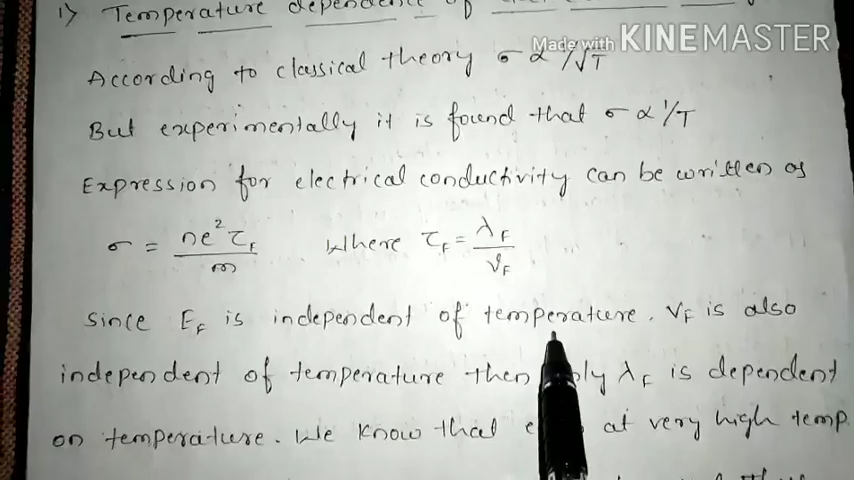 1) Temperature dependence of
Made with KINEMASTER
According to classical theory σ α 1/√T
But experimentally it is found that σ α 1/T
Expression for electrical conductivity can be written as
σ = ne²τF/m Where τF = λF/vF
Since EF is independent of temperature. VF is also
independent of temperature then only λF is dependent
on temperature. We know that at very high temp